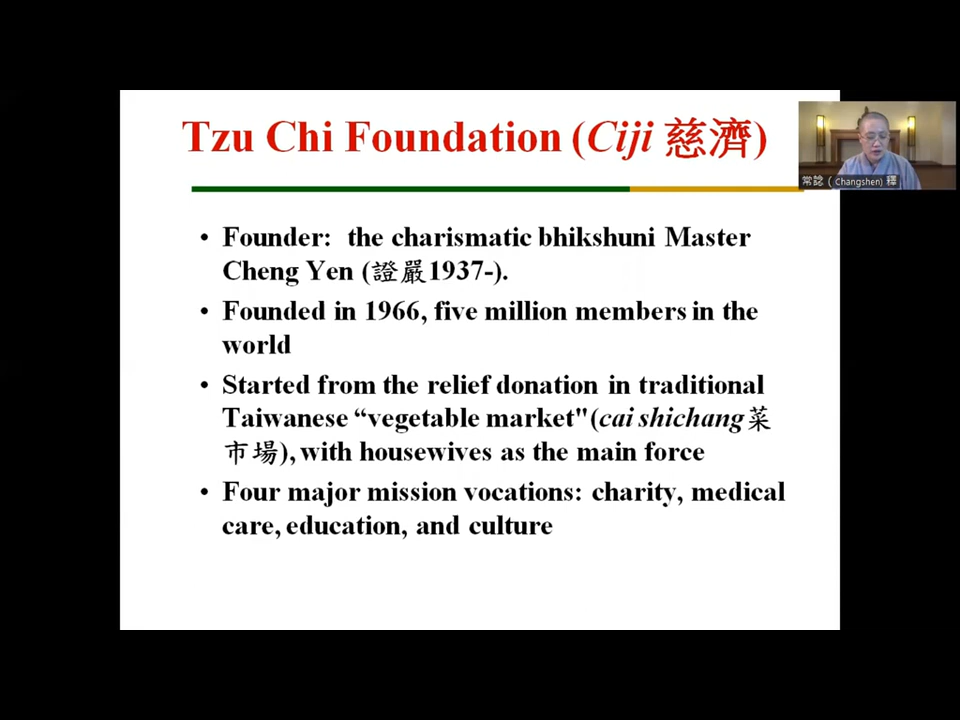 Tzu Chi Foundation (Ciji 慈濟)
常諗 ( Changshen) 釋
• Founder: the charismatic bhikshuni Master
Cheng Yen (證嚴1937-).
• Founded in 1966, five million members in the
world
• Started from the relief donation in traditional
Taiwanese “vegetable market"(cai shichang菜
市場), with housewives as the main force
• Four major mission vocations: charity, medical
care, education, and culture